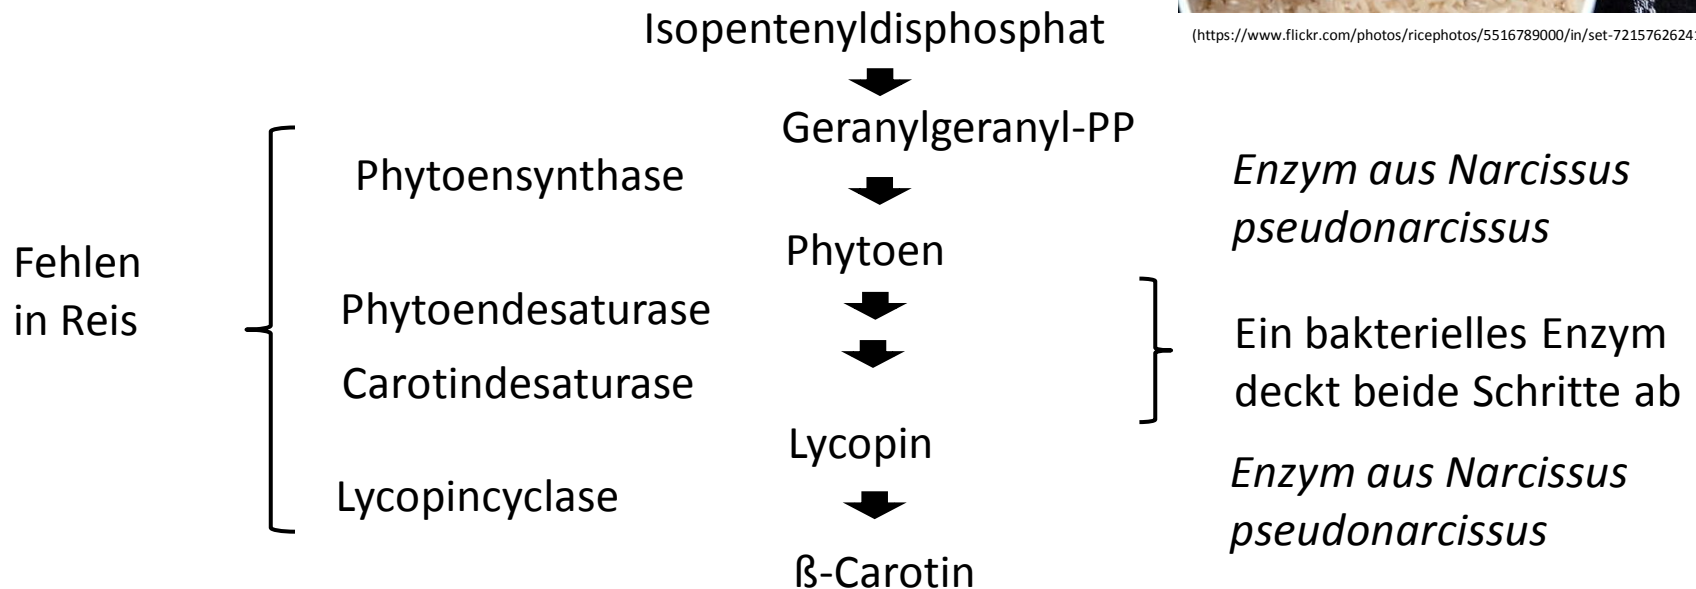 Isopentenyldisphosphat
(https://www.flickr.com/photos/ricephotos/5516789000/in/set-7215762624
Geranylgeranyl-PP
Phytoensynthase
Enzym aus Narcissus
pseudonarcissus
Phytoen
Fehlen
in Reis
Phytoendesaturase
Carotindesaturase
Ein bakterielles Enzym
deckt beide Schritte ab
Lycopin
Lycopincyclase
Enzym aus Narcissus
pseudonarcissus
ß-Carotin